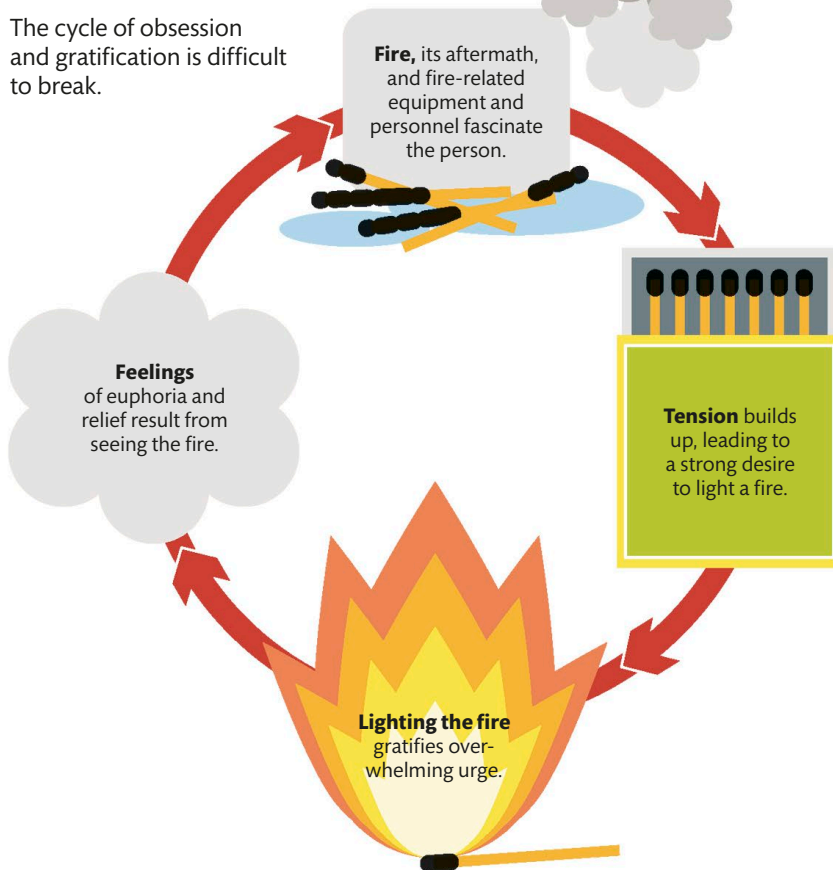 The cycle of obsession
and gratification is difficult
to break.
Fire, its aftermath,
and fire-related
equipment and
personnel fascinate
the person.
Tension builds
up, leading to
a strong desire
to light a fire.
Lighting the fire
gratifies over-
whelming urge.
Feelings
of euphoria and
relief result from
seeing the fire.